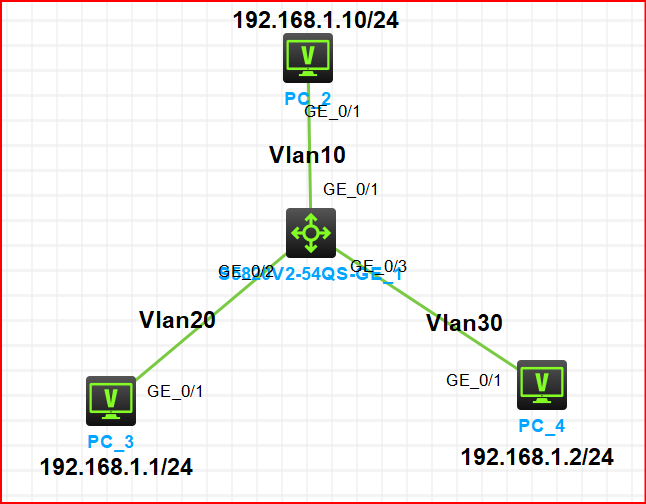 192.168.1.10/24
PC_2
GE_0/1
Vlan10
GE_0/1
GE_0/2
GE_0/3
S5820V2-54QS-GE_1
Vlan20
Vlan30
GE_0/1
GE_0/1
PC_3
PC_4
192.168.1.1/24
192.168.1.2/24